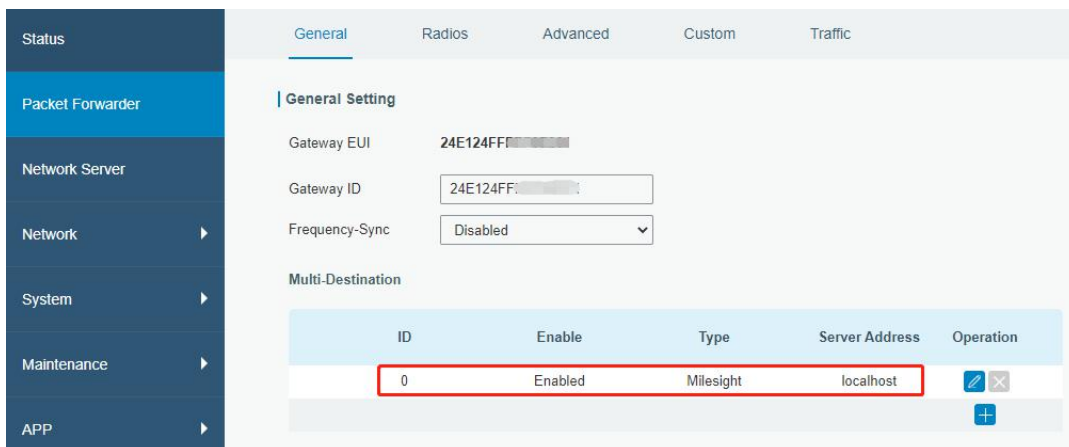 Status
Packet Forwarder
Network Server
Network
System
Maintenance
APP
General Radios Advanced Custom Traffic
General Setting
Gateway EUI 24E124FF
Gateway ID 24E124FF
Frequency-Sync Disabled
Multi-Destination
ID Enable Type Server Address Operation
0 Enabled Milesight localhost